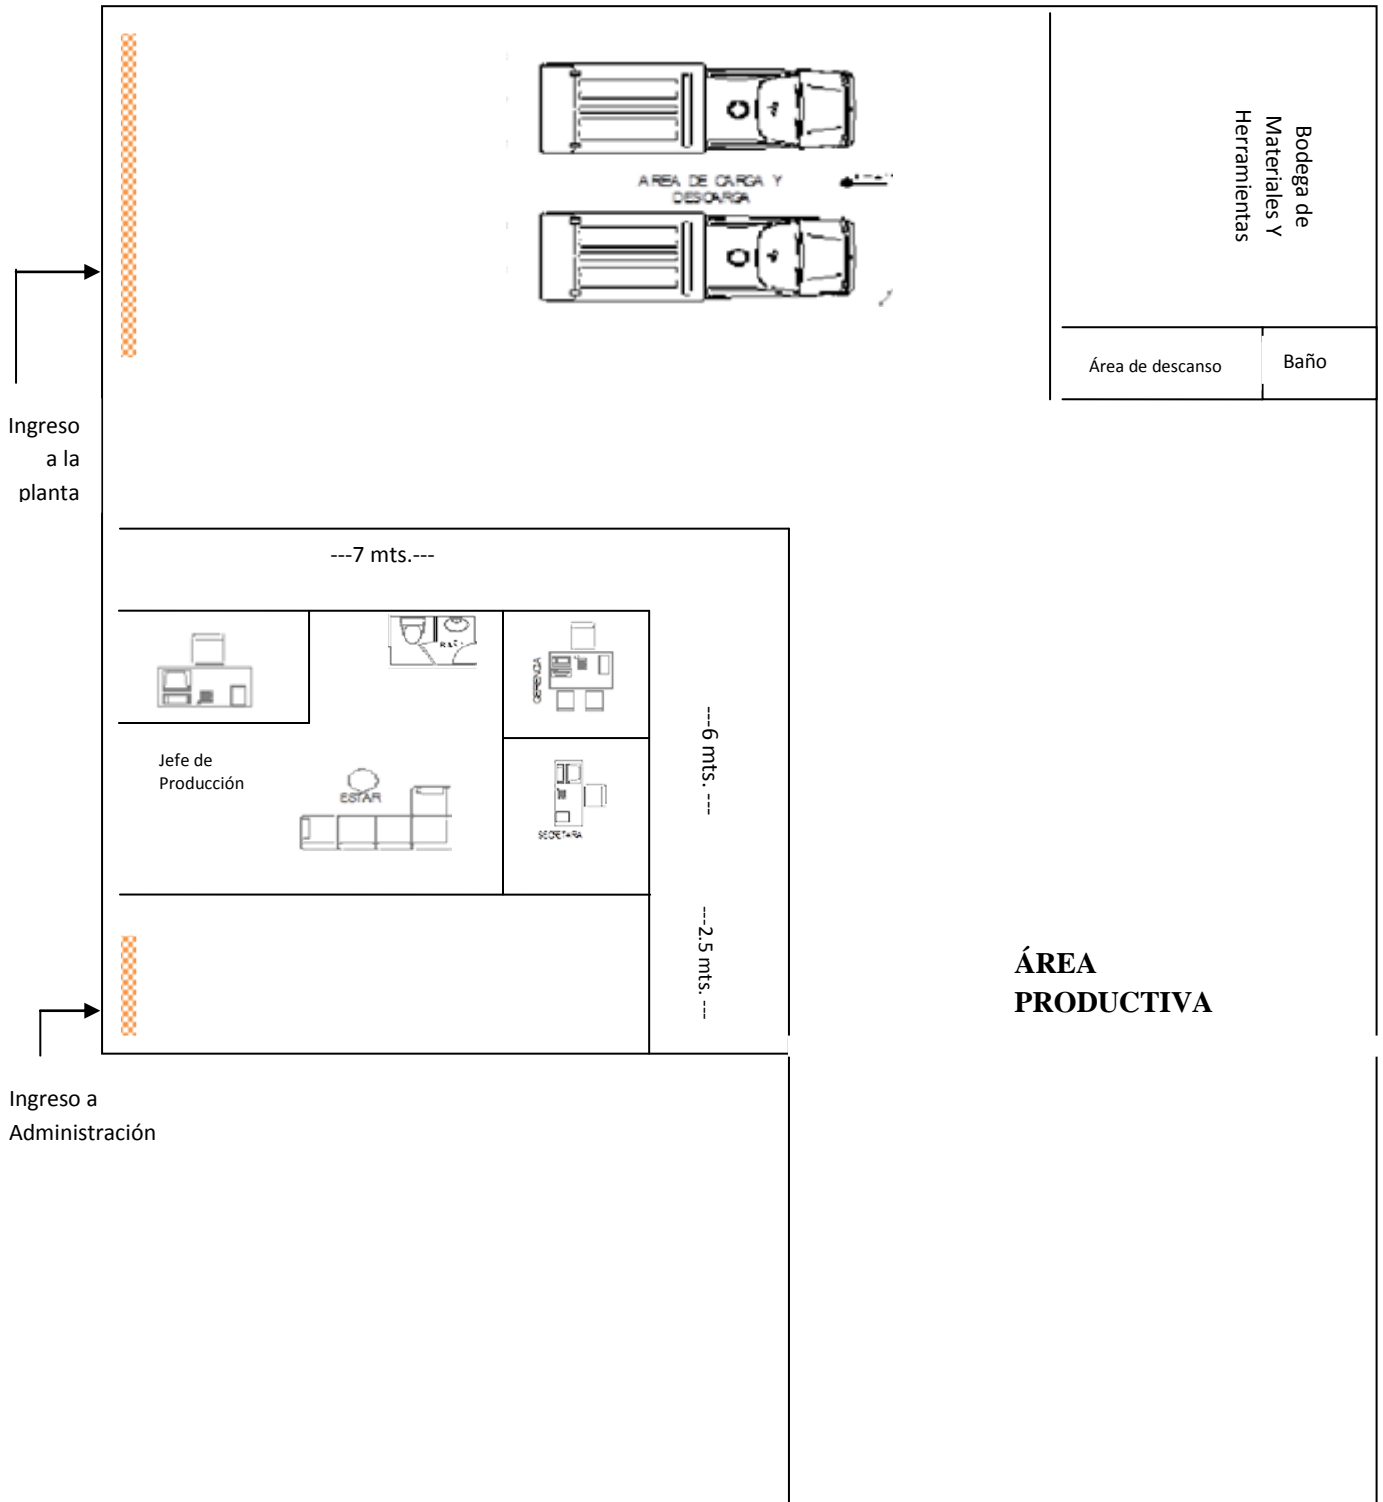 AREA DE CARGA Y
DESCARGA
Bodega de
Materiales Y
Herramientas
Área de descanso
Baño
Ingreso
a la
planta
---7 mts.---
GERENCIA
---6 mts. ---
Jefe de
Producción
ESTAR
SECRETARIA
---2.5 mts. ---
ÁREA
PRODUCTIVA
Ingreso a
Administración